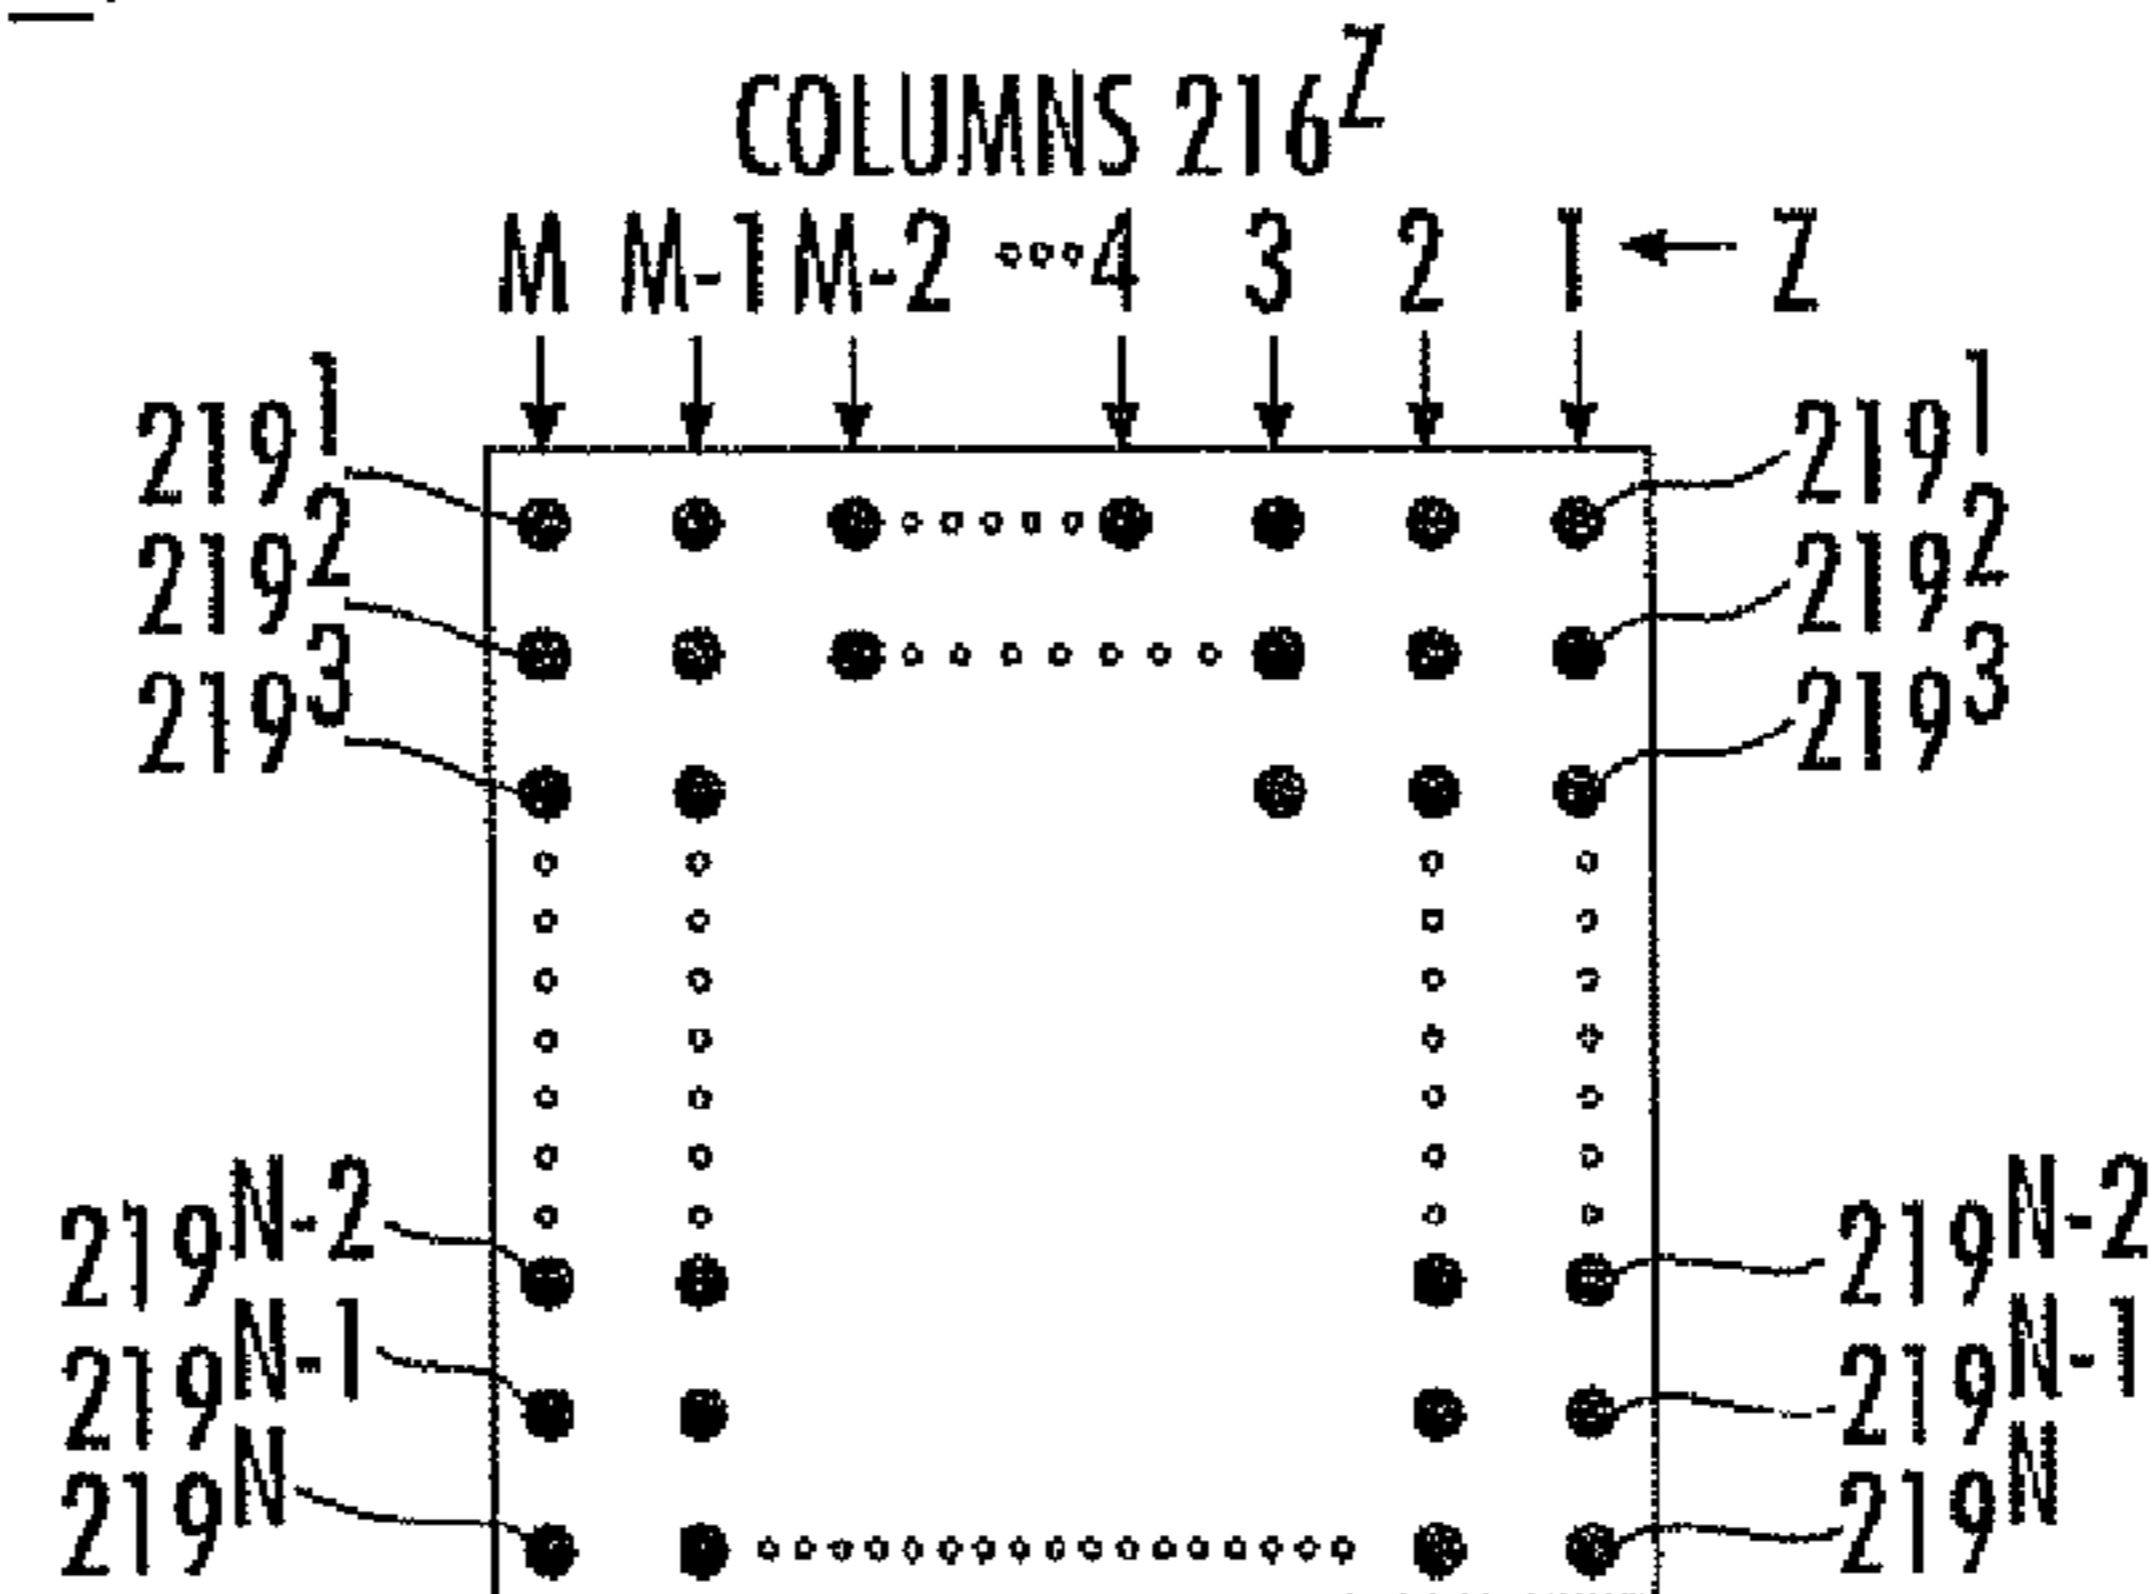 COLUMNS 216^Z
M M-1 M-2 ...4 3 2 1 ← Z
219^1 219^1
219^2 219^2
219^3 219^3
219^N-2 219^N-2
219^N-1 219^N-1
219^N 219^N